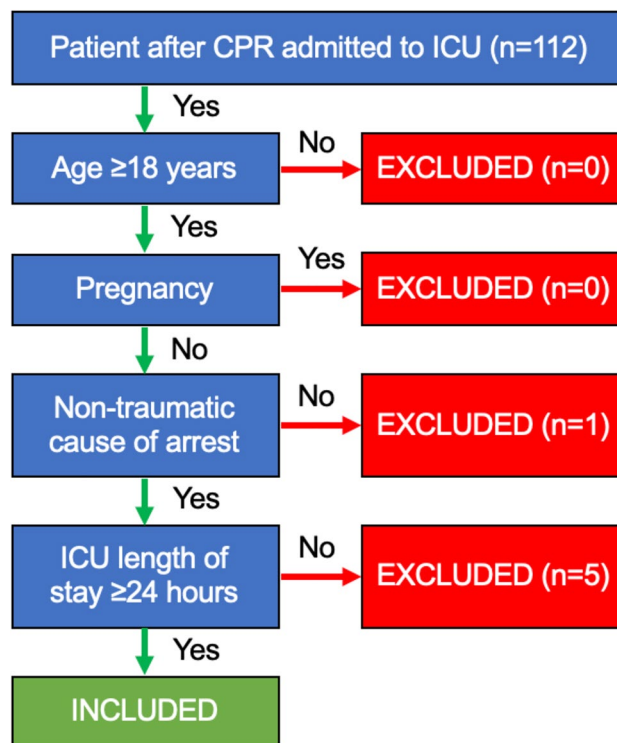 Patient after CPR admitted to ICU (n=112)
Yes
No
Age ≥18 years
EXCLUDED (n=0)
Yes
Yes
Pregnancy
EXCLUDED (n=0)
No
No
Non-traumatic
cause of arrest
EXCLUDED (n=1)
Yes
No
ICU length of
stay ≥24 hours
EXCLUDED (n=5)
Yes
INCLUDED